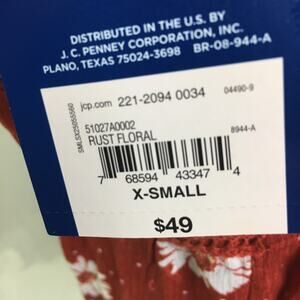 DISTRIBUTED IN THE U.S. BY
J. C. PENNEY CORPORATION, INC.
PLANO, TEXAS 75024-3698 BR-08-944-A
jcp.com 221-2094 0034 04490-9
51027A0002
RUST FLORAL 8944-A
7 68594 43347 4
X-SMALL
$49